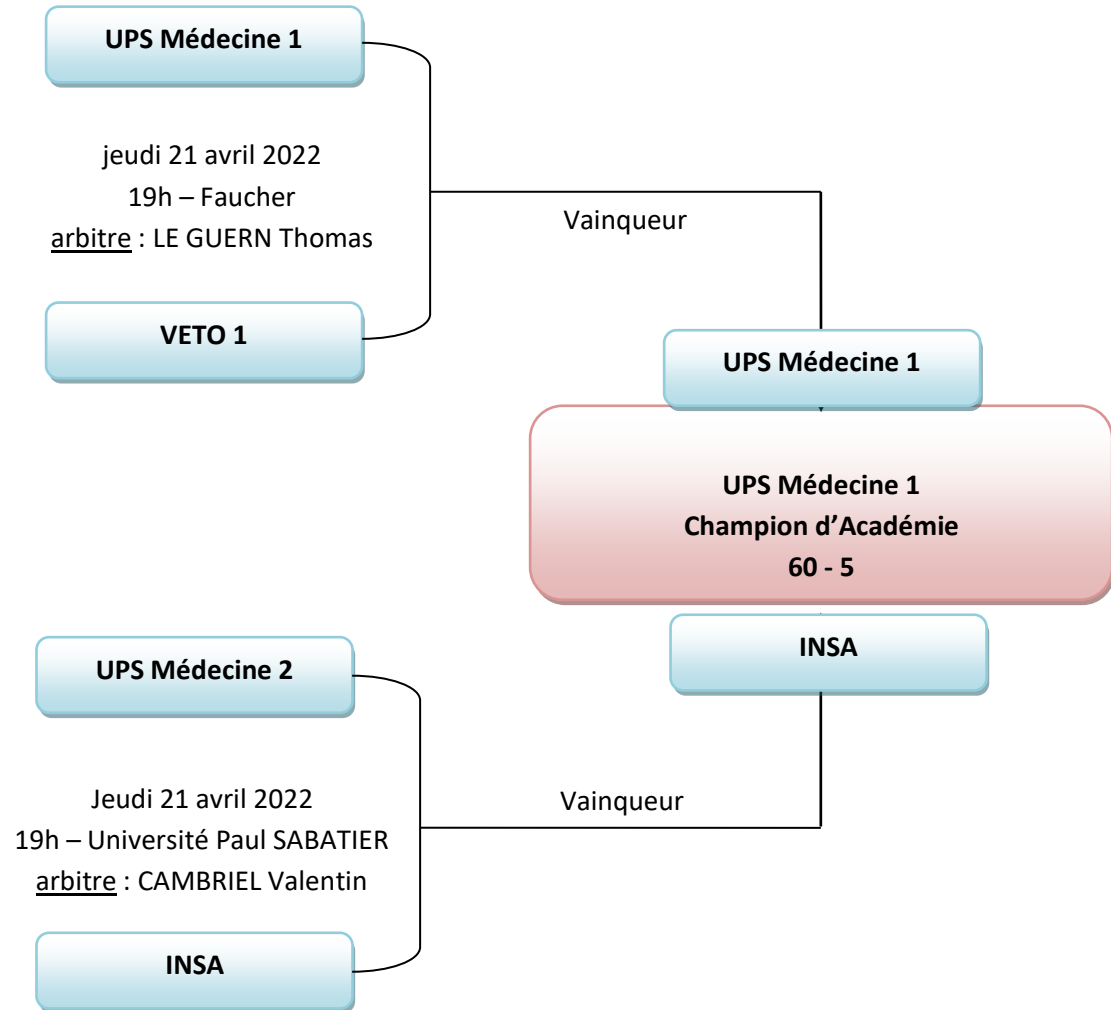 UPS Médecine 1
jeudi 21 avril 2022
19h – Faucher
arbitre : LE GUERN Thomas
VETO 1
Vainqueur
UPS Médecine 1
UPS Médecine 1
Champion d’Académie
60 - 5
INSA
UPS Médecine 2
Jeudi 21 avril 2022
19h – Université Paul SABATIER
arbitre : CAMBRIEL Valentin
INSA
Vainqueur